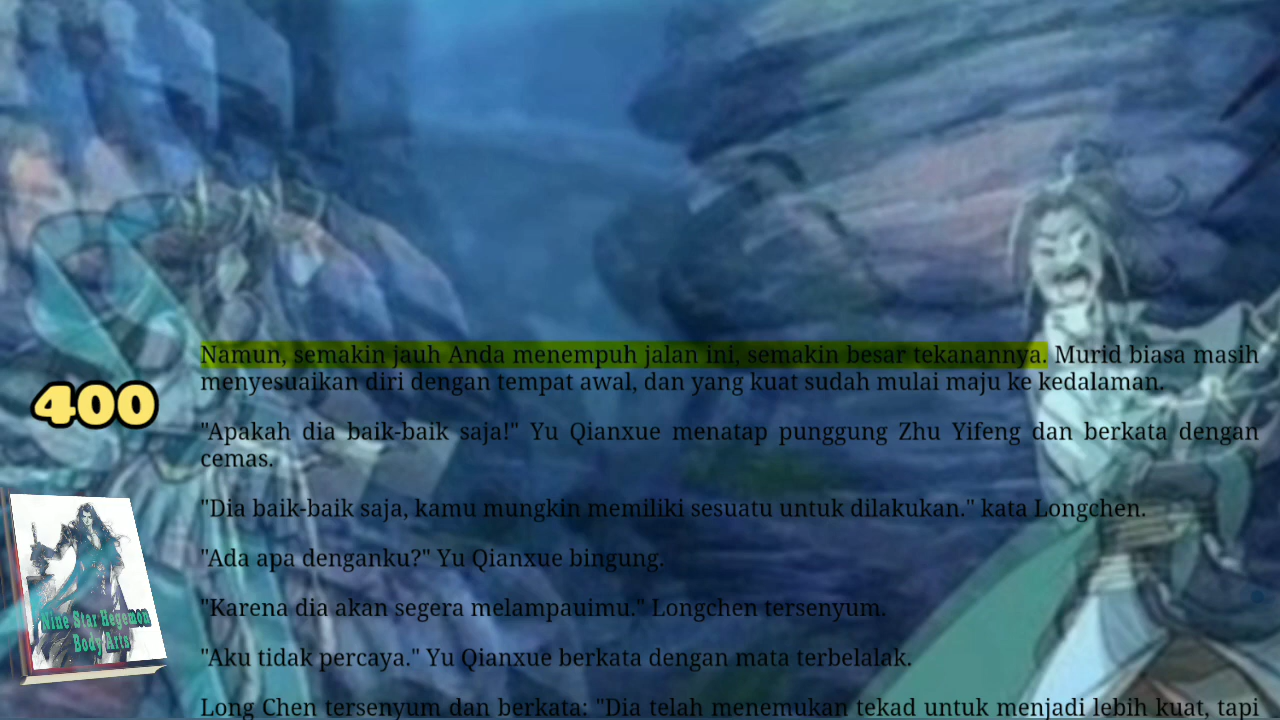 Namun, semakin jauh Anda menempuh jalan ini, semakin besar tekanannya. Murid biasa masih
menyesuaikan diri dengan tempat awal, dan yang kuat sudah mulai maju ke kedalaman.
"Apakah dia baik-baik saja!" Yu Qianxue menatap punggung Zhu Yifeng dan berkata dengan
cemas.
400
"Dia baik-baik saja, kamu mungkin memiliki sesuatu untuk dilakukan." kata Longchen.
"Ada apa denganku?" Yu Qianxue bingung.
"Karena dia akan segera melampauimu." Longchen tersenyum.
Nine Star Hegemon
Body Arts
"Aku tidak percaya." Yu Qianxue berkata dengan mata terbelalak.
Long Chen tersenyum dan berkata: "Dia telah menemukan tekad untuk menjadi lebih kuat, tapi